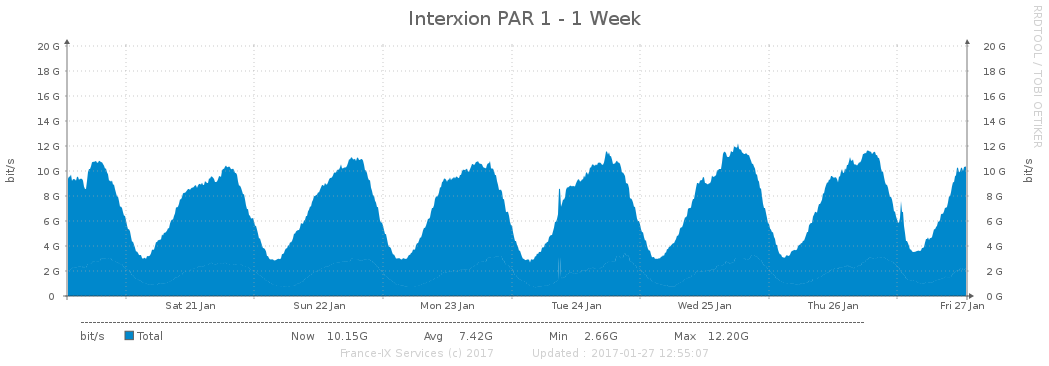 Interxion PAR 1 - 1 Week
RRDTOOL / TOBI OETIKER
bit/s
20 G 20 G
18 G 18 G
16 G 16 G
14 G 14 G
12 G 12 G
10 G 10 G
8 G 8 G
6 G 6 G
4 G 4 G
2 G 2 G
0 0 G
bit/s
Sat 21 Jan Sun 22 Jan Mon 23 Jan Tue 24 Jan Wed 25 Jan Thu 26 Jan Fri 27 Jan
bit/s Total Now 10.15G Avg 7.42G Min 2.66G Max 12.20G
France-IX Services (c) 2017 Updated : 2017-01-27 12:55:07